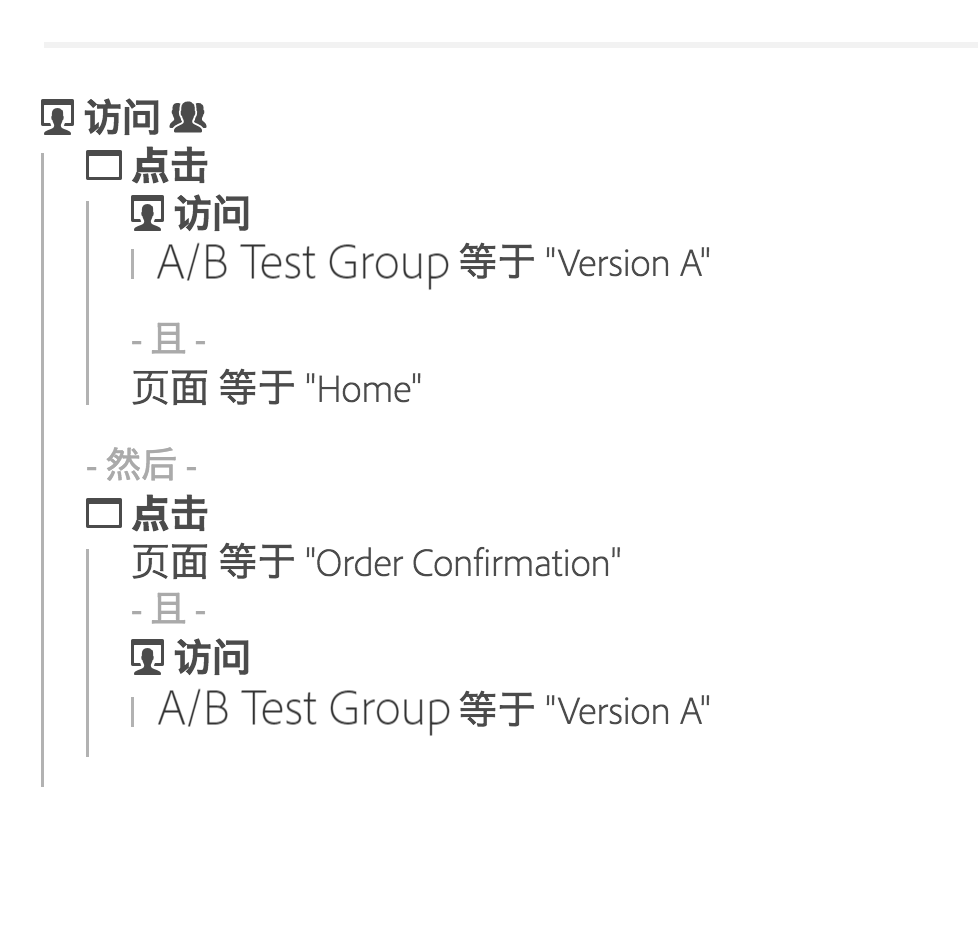 访问
点击
访问
A/B Test Group 等于 "Version A"
- 且 -
页面 等于 "Home"
- 然后 -
点击
页面 等于 "Order Confirmation"
- 且 -
访问
A/B Test Group 等于 "Version A"